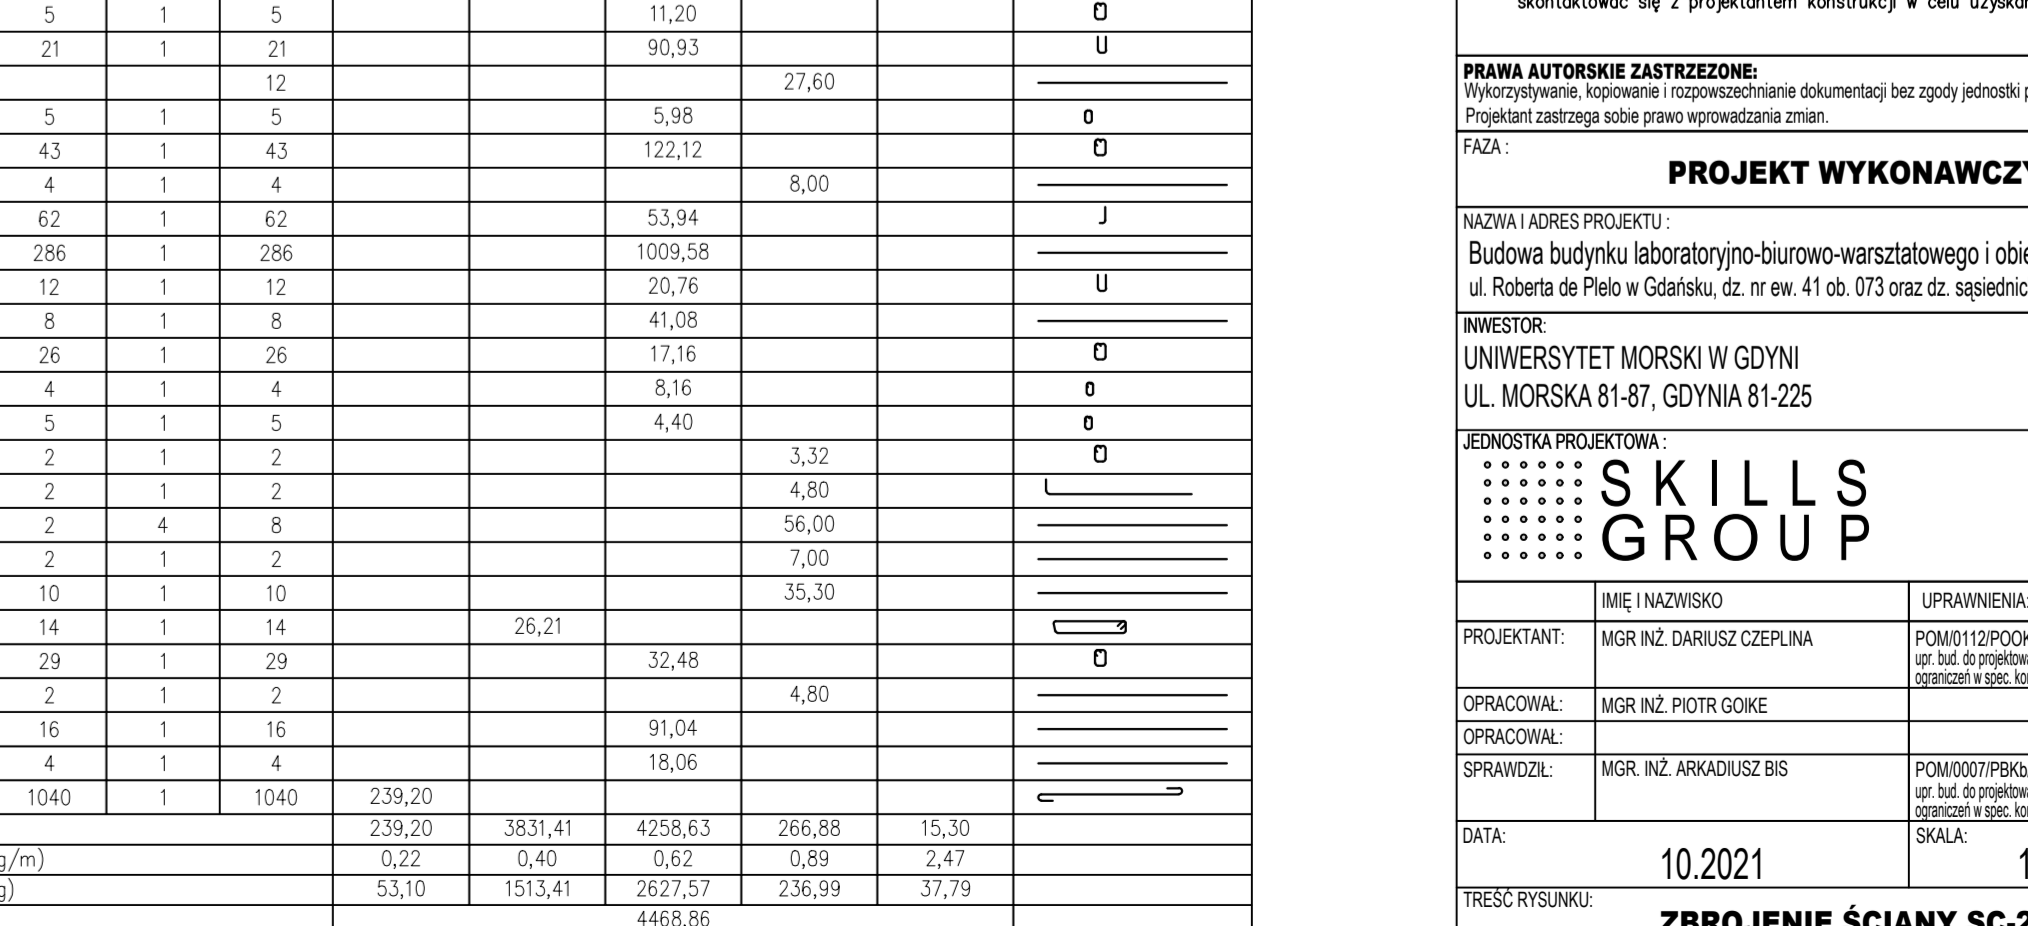 5 1 5 11,20
21 1 21 90,93
12 27,60
5 1 5 5,98
43 1 43 122,12
4 1 4 8,00
62 1 62 53,94
286 1 286 1009,58
12 1 12 20,76
8 1 8 41,08
26 1 26 17,16
4 1 4 8,16
5 1 5 4,40
2 1 2 3,32
2 1 2 4,80
2 4 8 56,00
2 1 2 7,00
10 1 10 35,30
14 1 14 26,21
29 1 29 32,48
2 1 2 4,80
16 1 16 91,04
4 1 4 18,06
1040 1 1040 239,20
239,20 3831,41 4258,63 266,88 15,30
g/m) 0,22 0,40 0,62 0,89 2,47
g) 53,10 1513,41 2627,57 236,99 37,79
4468,86
skontaktować się z projektantem konstrukcji w celu uzyskan
PRAWA AUTORSKIE ZASTRZEZONE:
Wykorzystywanie, kopiowanie i rozpowszechnianie dokumentacji bez zgody jednostki p
Projektant zastrzega sobie prawo wprowadzania zmian.
FAZA :
PROJEKT WYKONAWCZY
NAZWA I ADRES PROJEKTU :
Budowa budynku laboratoryjno-biurowo-warsztatowego i obie
ul. Roberta de Plelo w Gdańsku, dz. nr ew. 41 ob. 073 oraz dz. sąsiednic
INWESTOR:
UNIWERSYTET MORSKI W GDYNI
UL. MORSKA 81-87, GDYNIA 81-225
JEDNOSTKA PROJEKTOWA :
SKILLS
GROUP
IMIĘ I NAZWISKO UPRAWNIENIA:
PROJEKTANT: MGR INŻ. DARIUSZ CZEPLINA POM/0112/POOK
upr. bud. do projektowa
ograniczeń w spec. kon
OPRACOWAŁ: MGR INŻ. PIOTR GOIKE
OPRACOWAŁ:
SPRAWDZIŁ: MGR. INŻ. ARKADIUSZ BIS POM/0007/PBKb
upr. bud. do projektowa
ograniczeń w spec. kon
DATA: SKALA:
10.2021 1
TREŚĆ RYSUNKU:
ZBROJENIE ŚCIANY SC-2